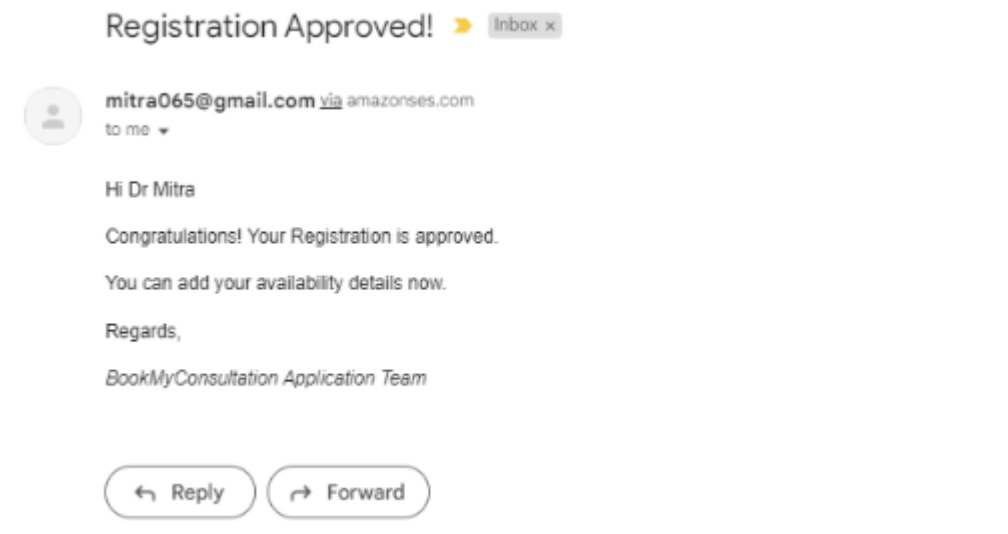 Registration Approved!
Inbox x
mitra065@gmail.com via amazonses.com
to me
Hi Dr Mitra
Congratulations! Your Registration is approved.
You can add your availability details now.
Regards,
BookMyConsultation Application Team
Reply
Forward